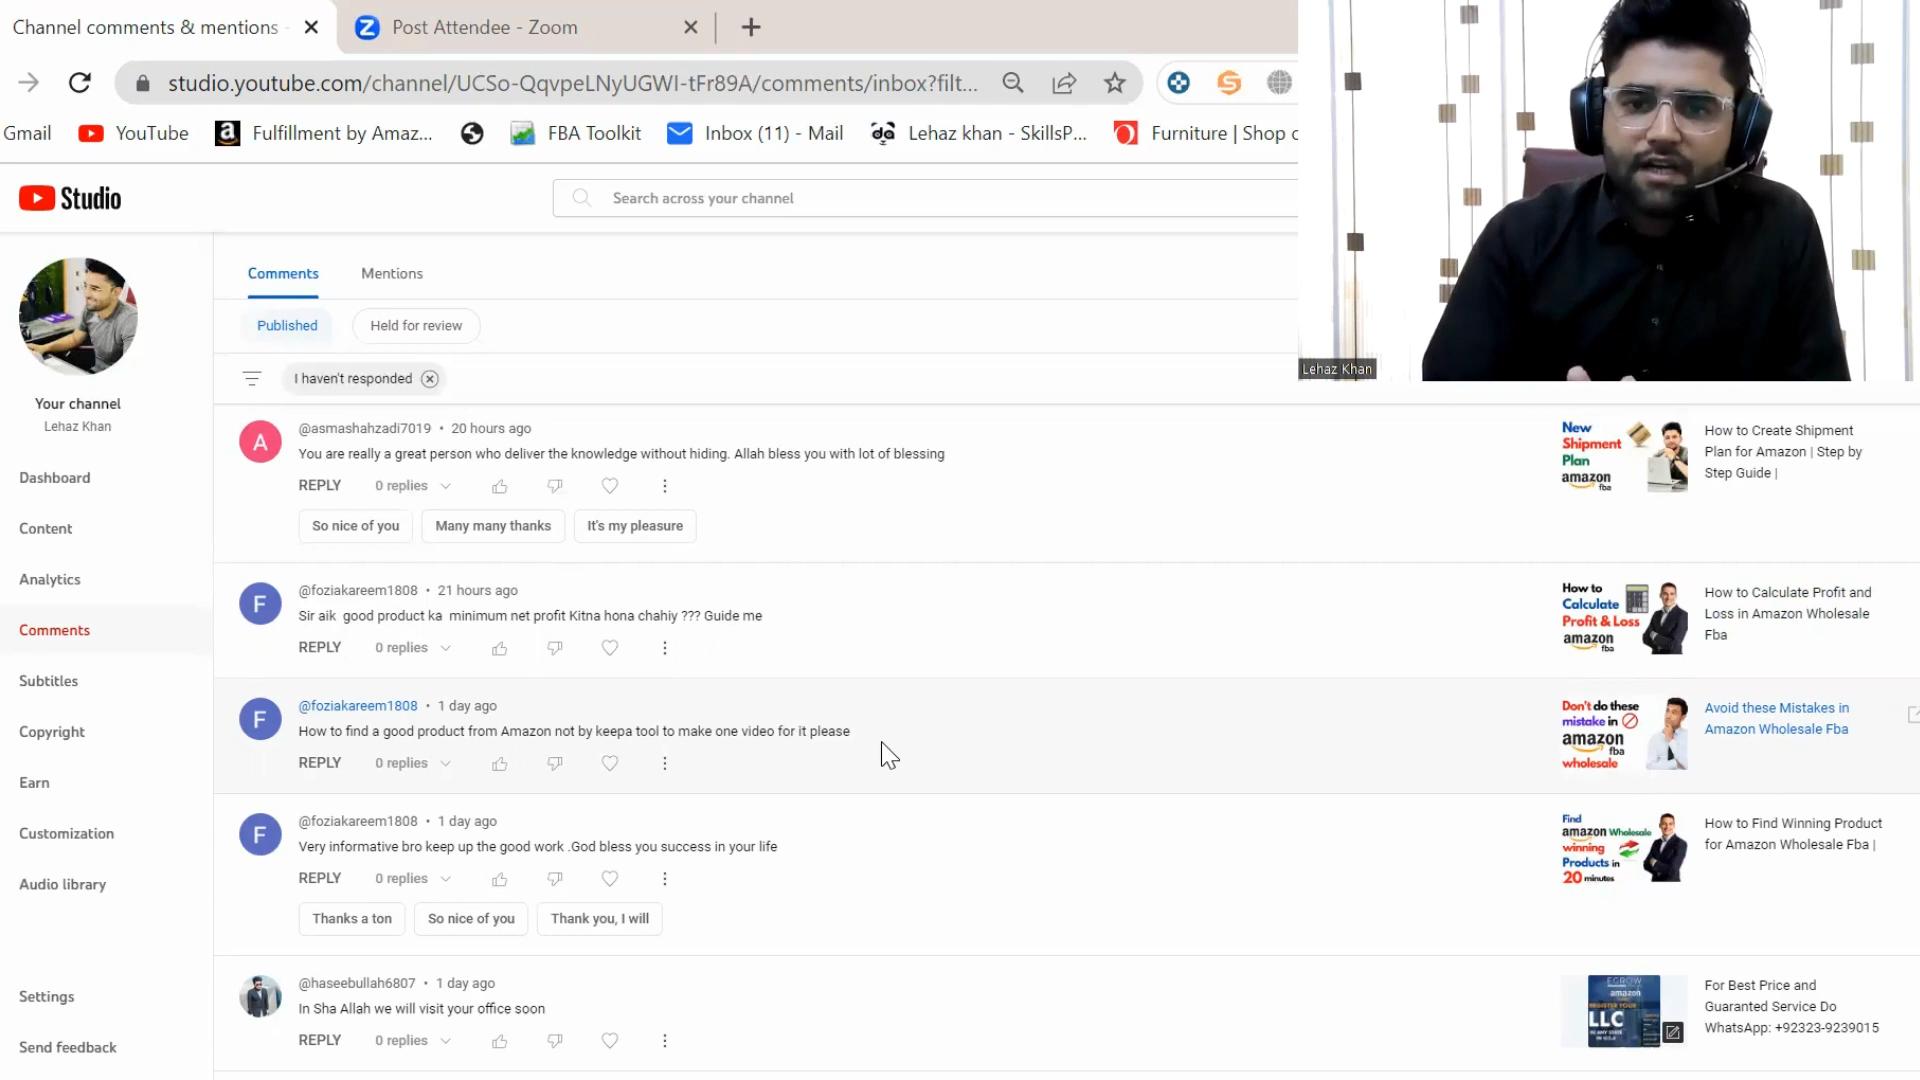 Channel comments & mentions -
Post Attendee - Zoom
studio.youtube.com/channel/UCSo-QqvpeLNyUGWI-tFr89A/comments/inbox?filt...
Gmail
YouTube
Fulfillment by Amaz...
FBA Toolkit
Inbox (11) - Mail
Lehaz khan - SkillsP...
Furniture | Shop
Studio
Search across your channel
Lehaz Khan
Your channel
Lehaz Khan
Dashboard
Content
Analytics
Comments
Subtitles
Copyright
Earn
Customization
Audio library
Settings
Send feedback
Comments
Mentions
Published
Held for review
I haven't responded
A
@asmashahzadi7019 • 20 hours ago
You are really a great person who deliver the knowledge without hiding. Allah bless you with lot of blessing
REPLY 0 replies
So nice of you
Many many thanks
It's my pleasure
New
Shipment
Plan
amazon
fba
How to Create Shipment
Plan for Amazon | Step by
Step Guide |
F
@foziakareem1808 • 21 hours ago
Sir aik good product ka minimum net profit Kitna hona chahiy ??? Guide me
REPLY 0 replies
How to
Calculate
Profit & Loss
amazon
fba
How to Calculate Profit and
Loss in Amazon Wholesale
Fba
F
@foziakareem1808 • 1 day ago
How to find a good product from Amazon not by keepa tool to make one video for it please
REPLY 0 replies
Don't do these
mistake in
amazon
fba
wholesale
Avoid these Mistakes in
Amazon Wholesale Fba
F
@foziakareem1808 • 1 day ago
Very informative bro keep up the good work .God bless you success in your life
REPLY 0 replies
Thanks a ton
So nice of you
Thank you, I will
Find
amazon Wholesale
winning
Products in
20 minutes
How to Find Winning Product
for Amazon Wholesale Fba |
@haseebullah6807 • 1 day ago
In Sha Allah we will visit your office soon
REPLY 0 replies
EGROW
amazon
REGISTER YOUR
LLC
For Best Price and
Guaranted Service Do
WhatsApp: +92323-9239015